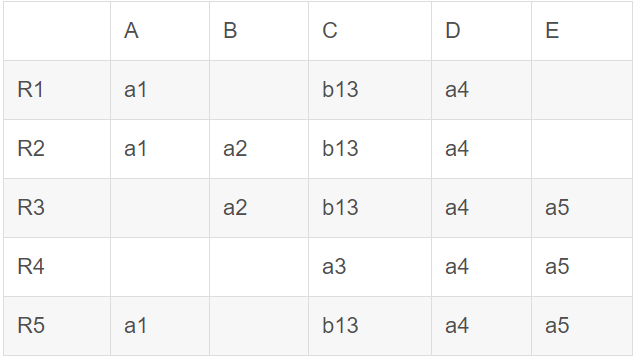 A B C D E
R1 a1 b13 a4
R2 a1 a2 b13 a4
R3 a2 b13 a4 a5
R4 a3 a4 a5
R5 a1 b13 a4 a5